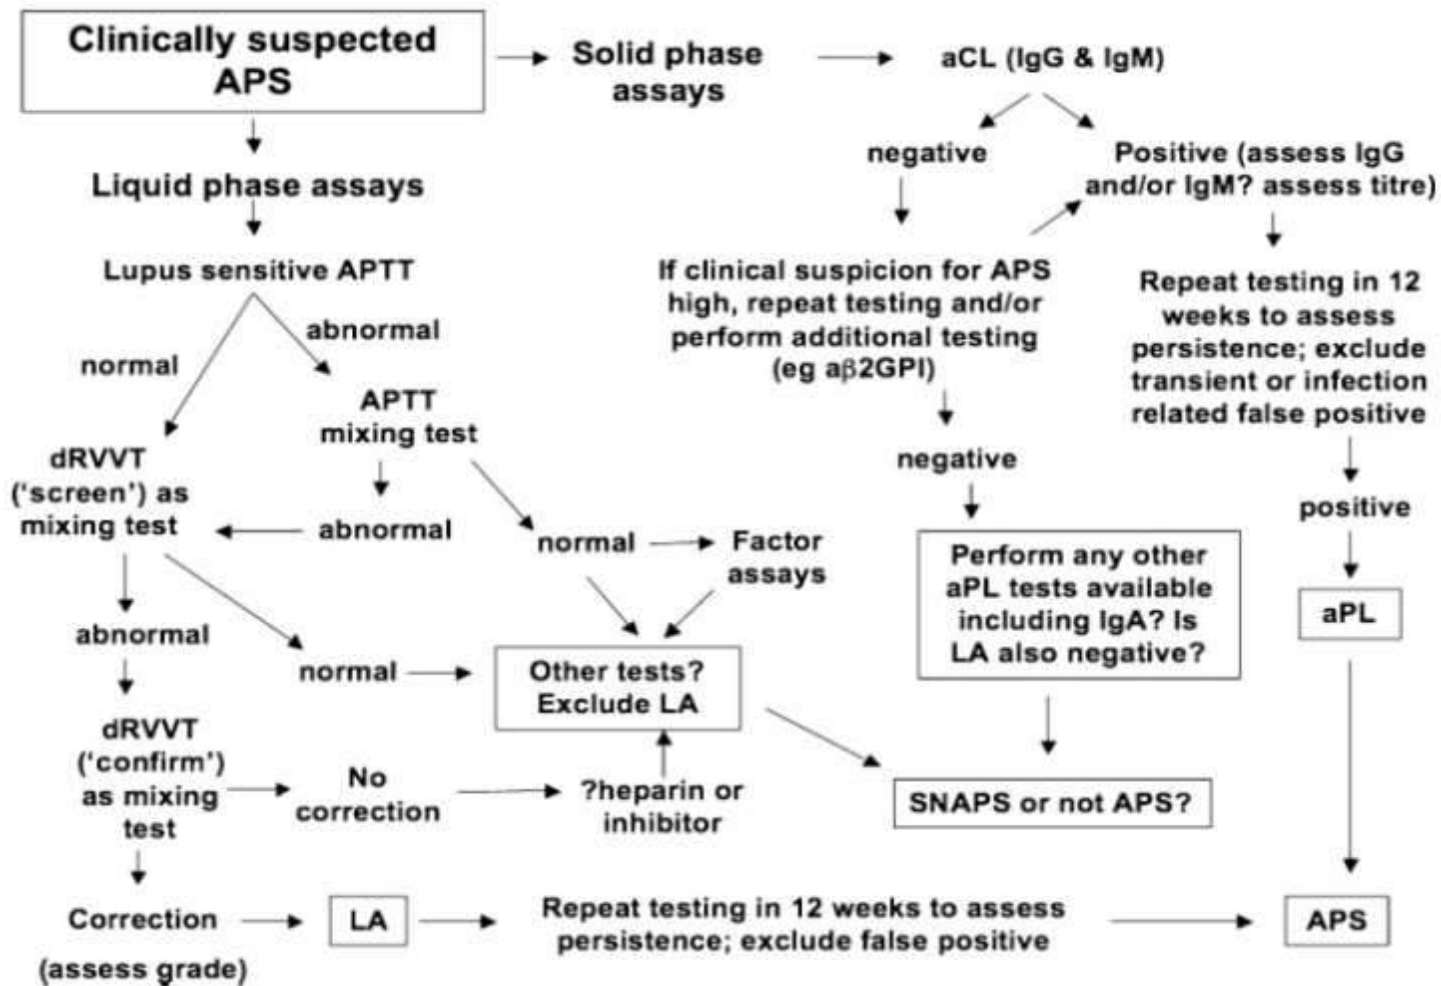 Clinically suspected
APS
Solid phase
assays
aCL (IgG & IgM)
negative
Positive (assess IgG
and/or IgM? assess titre)
Liquid phase assays
Lupus sensitive APTT
abnormal
normal
If clinical suspicion for APS
high, repeat testing and/or
perform additional testing
(eg aβ2GPI)
Repeat testing in 12
weeks to assess
persistence; exclude
transient or infection
related false positive
APTT
mixing test
dRVVT
('screen') as
mixing test
abnormal
normal
Factor
assays
negative
positive
Perform any other
aPL tests available
including IgA? Is
LA also negative?
aPL
abnormal
normal
Other tests?
Exclude LA
dRVVT
('confirm')
as mixing
test
No
correction
?heparin or
inhibitor
SNAPS or not APS?
Correction
(assess grade)
LA
Repeat testing in 12 weeks to assess
persistence; exclude false positive
APS